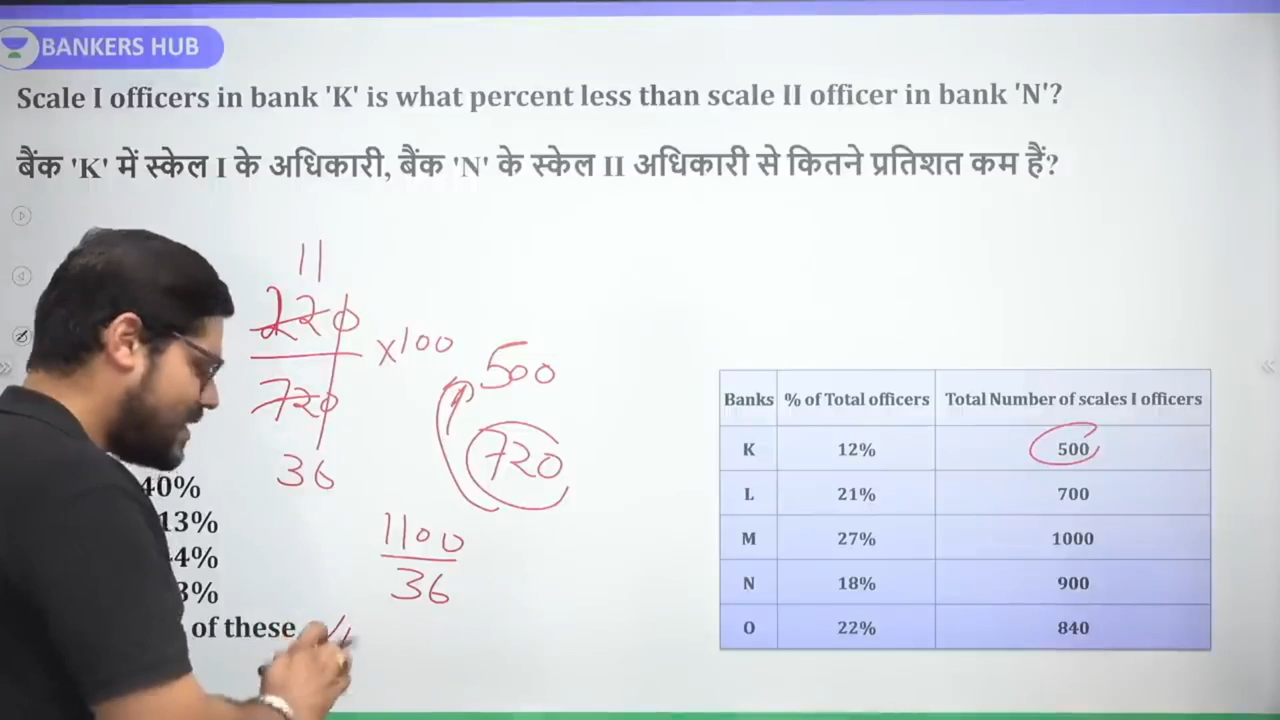 BANKERS HUB
Scale I officers in bank 'K' is what percent less than scale II officer in bank 'N'?
बैंक 'K' में स्केल I के अधिकारी, बैंक 'N' के स्केल II अधिकारी से कितने प्रतिशत कम हैं?
11
220
720
36
x100
500
720
1100
36
40%
13%
4%
3%
of these
Banks % of Total officers Total Number of scales I officers
K 12% 500
L 21% 700
M 27% 1000
N 18% 900
O 22% 840